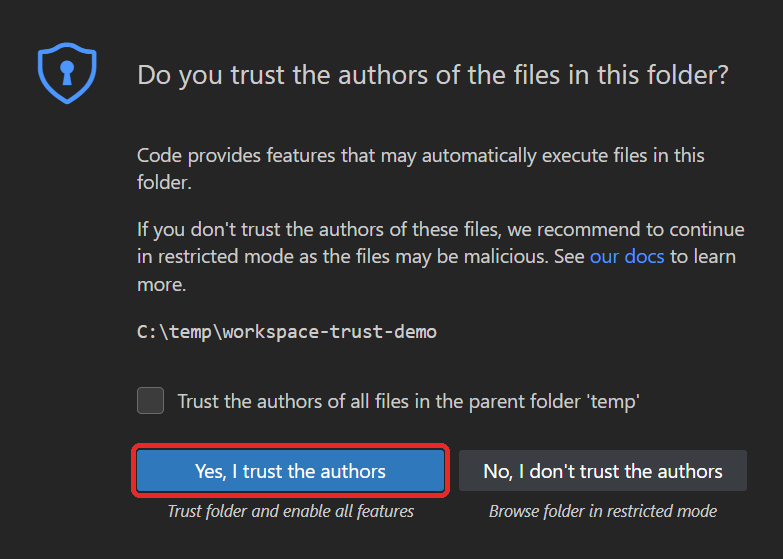 Do you trust the authors of the files in this folder?
Code provides features that may automatically execute files in this
folder.
If you don't trust the authors of these files, we recommend to continue
in restricted mode as the files may be malicious. See our docs to learn
more.
C:\temp\workspace-trust-demo
Trust the authors of all files in the parent folder 'temp'
Yes, I trust the authors
No, I don't trust the authors
Trust folder and enable all features
Browse folder in restricted mode